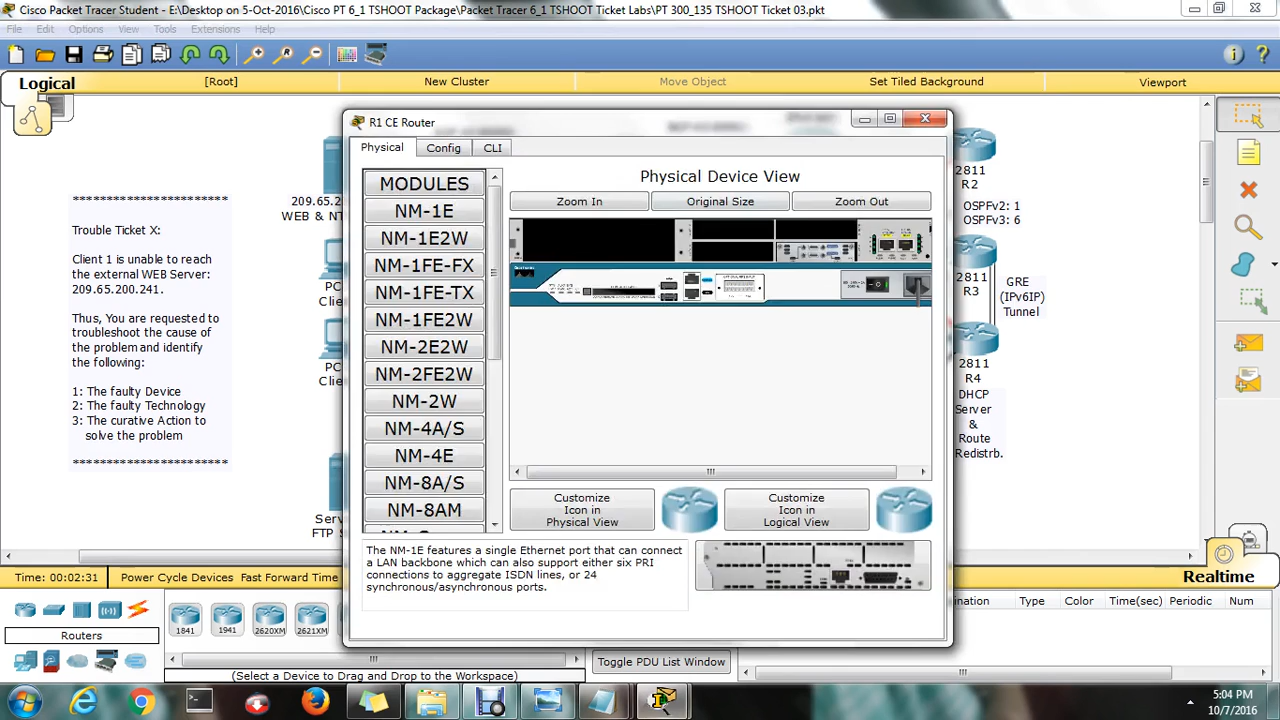 Cisco Packet Tracer Student - E:\Desktop on 5-Oct-2016\Cisco PT 6_1 TSHOOT Package\Packet Tracer 6_1 TSHOOT Ticket Labs\PT 300_135 TSHOOT Ticket 03.pkt
File Edit Options View Tools Extensions Help
Logical [Root] New Cluster Move Object Set Tiled Background Viewport
R1 CE Router
Physical Config CLI
MODULES
NM-1E
NM-1E2W
NM-1FE-FX
NM-1FE-TX
NM-1FE2W
NM-2E2W
NM-2FE2W
NM-2W
NM-4A/S
NM-4E
NM-8A/S
NM-8AM
Physical Device View
Zoom In Original Size Zoom Out
Customize
Icon in
Physical View
Customize
Icon in
Logical View
The NM-1E features a single Ethernet port that can connect
a LAN backbone which can also support either six PRI
connections to aggregate ISDN lines, or 24
synchronous/asynchronous ports.
***********************
Trouble Ticket X:
Client 1 is unable to
reach the external WEB Server:
209.65.200.241.
Thus, You are requested to
troubleshoot the cause of
the problem and identify
the following:
1: The faulty Device
2: The faulty Technology
3: The curative Action to
solve the problem
***********************
209.65.2
WEB & NT
PC
Clie
PC
Cli
Serv
FTP S
2811
R2
OSPFv2: 1
OSPFv3: 6
2811
R3
GRE
(IPv6IP)
Tunnel
2811
R4
DHCP
Server
&
Route
Redistrb.
Time: 00:02:31 Power Cycle Devices Fast Forward Time
Realtime
Routers
1841 1941 2620XM 2621XM
(Select a Device to Drag and Drop to the Workspace)
Toggle PDU List Window
ination Type Color Time(sec) Periodic Num
5:04 PM
10/7/2016